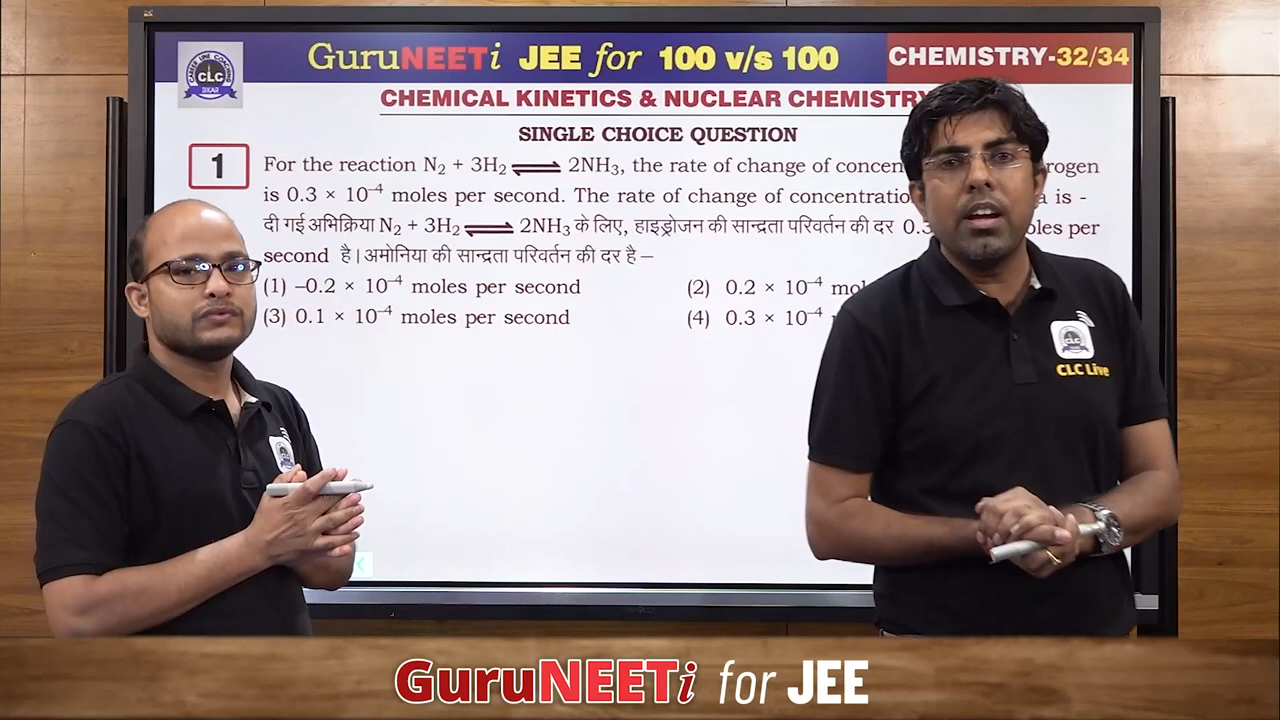 GuruNEETi JEE for 100 v/s 100 CHEMISTRY-32/34
CLC
SIKAR
CHEMICAL KINETICS & NUCLEAR CHEMISTRY
SINGLE CHOICE QUESTION
1
For the reaction N₂ + 3H₂ ⇌ 2NH₃, the rate of change of
is 0.3 × 10⁻⁴ moles per second. The rate of change of is -
दी गई अभिक्रिया N₂ + 3H₂ ⇌ 2NH₃ के लिए, हाइड्रोजन की सान्द्रता परिवर्तन की दर per
second है। अमोनिया की सान्द्रता परिवर्तन की दर है –
(1) –0.2 × 10⁻⁴ moles per second (2) 0.2 × 10⁻⁴
(3) 0.1 × 10⁻⁴ moles per second (4) 0.3 × 10⁻⁴
CLC
CLC Live
GuruNEETi for JEE